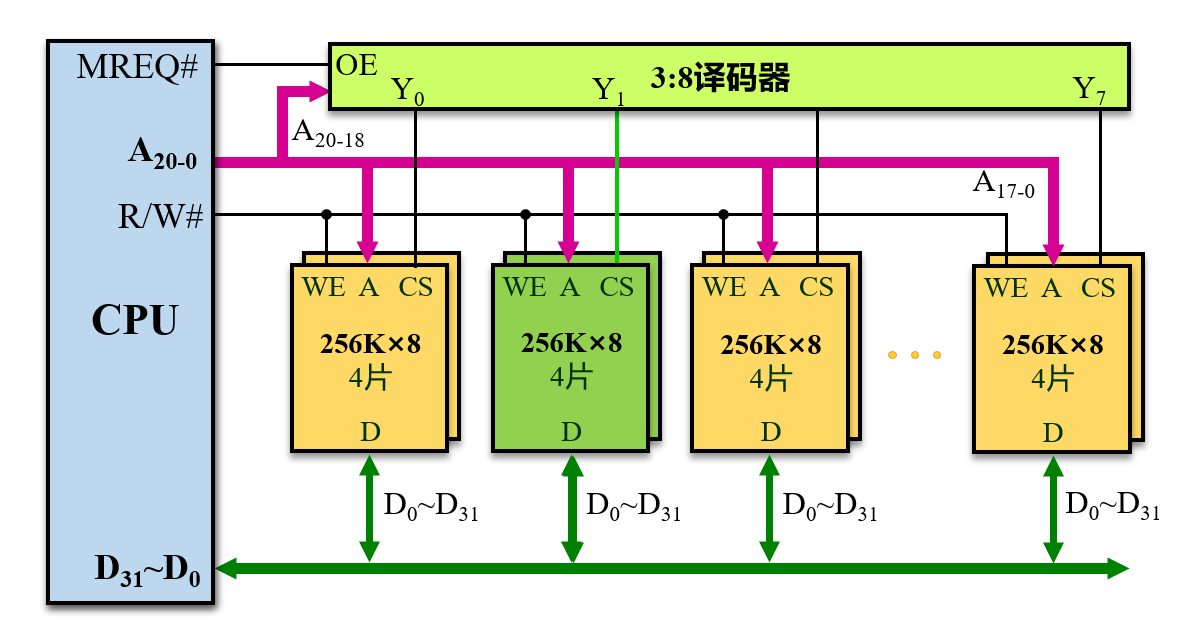 MREQ#
OE
3:8译码器
Y0
Y1
Y7
A20-18
A20-0
A17-0
R/W#
CPU
WE A CS
256K×8
4片
D
WE A CS
256K×8
4片
D
WE A CS
256K×8
4片
D
WE A CS
256K×8
4片
D
D0~D31
D0~D31
D0~D31
D0~D31
D31~D0